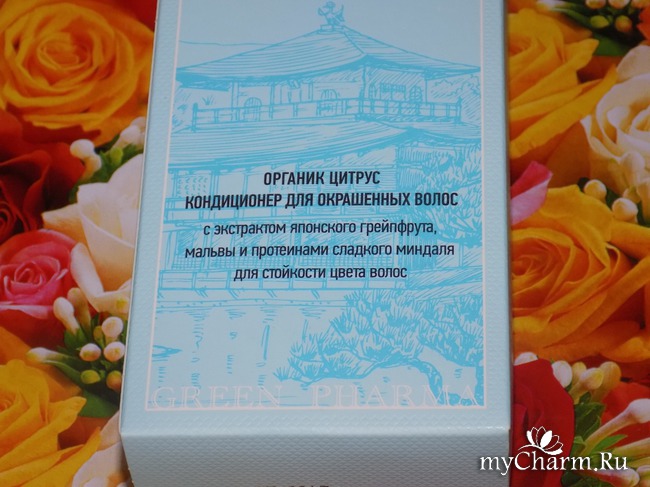 ОРГАНИК ЦИТРУС
КОНДИЦИОНЕР ДЛЯ ОКРАШЕННЫХ ВОЛОС
с экстрактом японского грейпфрута,
мальвы и протеинами сладкого миндаля
для стойкости цвета волос
GREEN PHARMA
myCharm.Ru